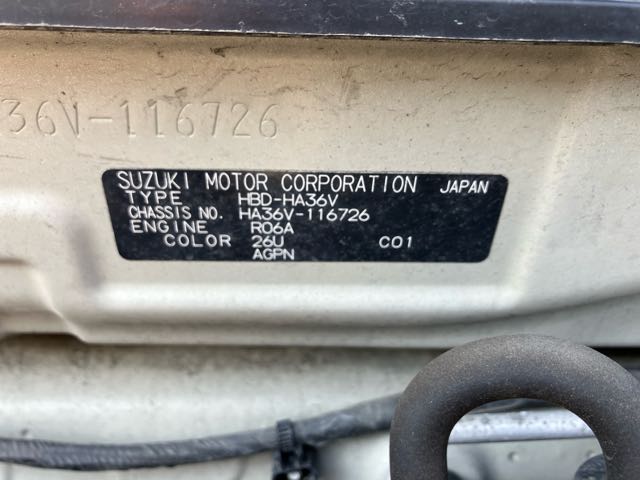 36V-116726
SUZUKI MOTOR CORPORATION JAPAN
TYPE HBD-HA36V
CHASSIS NO. HA36V-116726
ENGINE R06A
COLOR 26U C01
AGPN